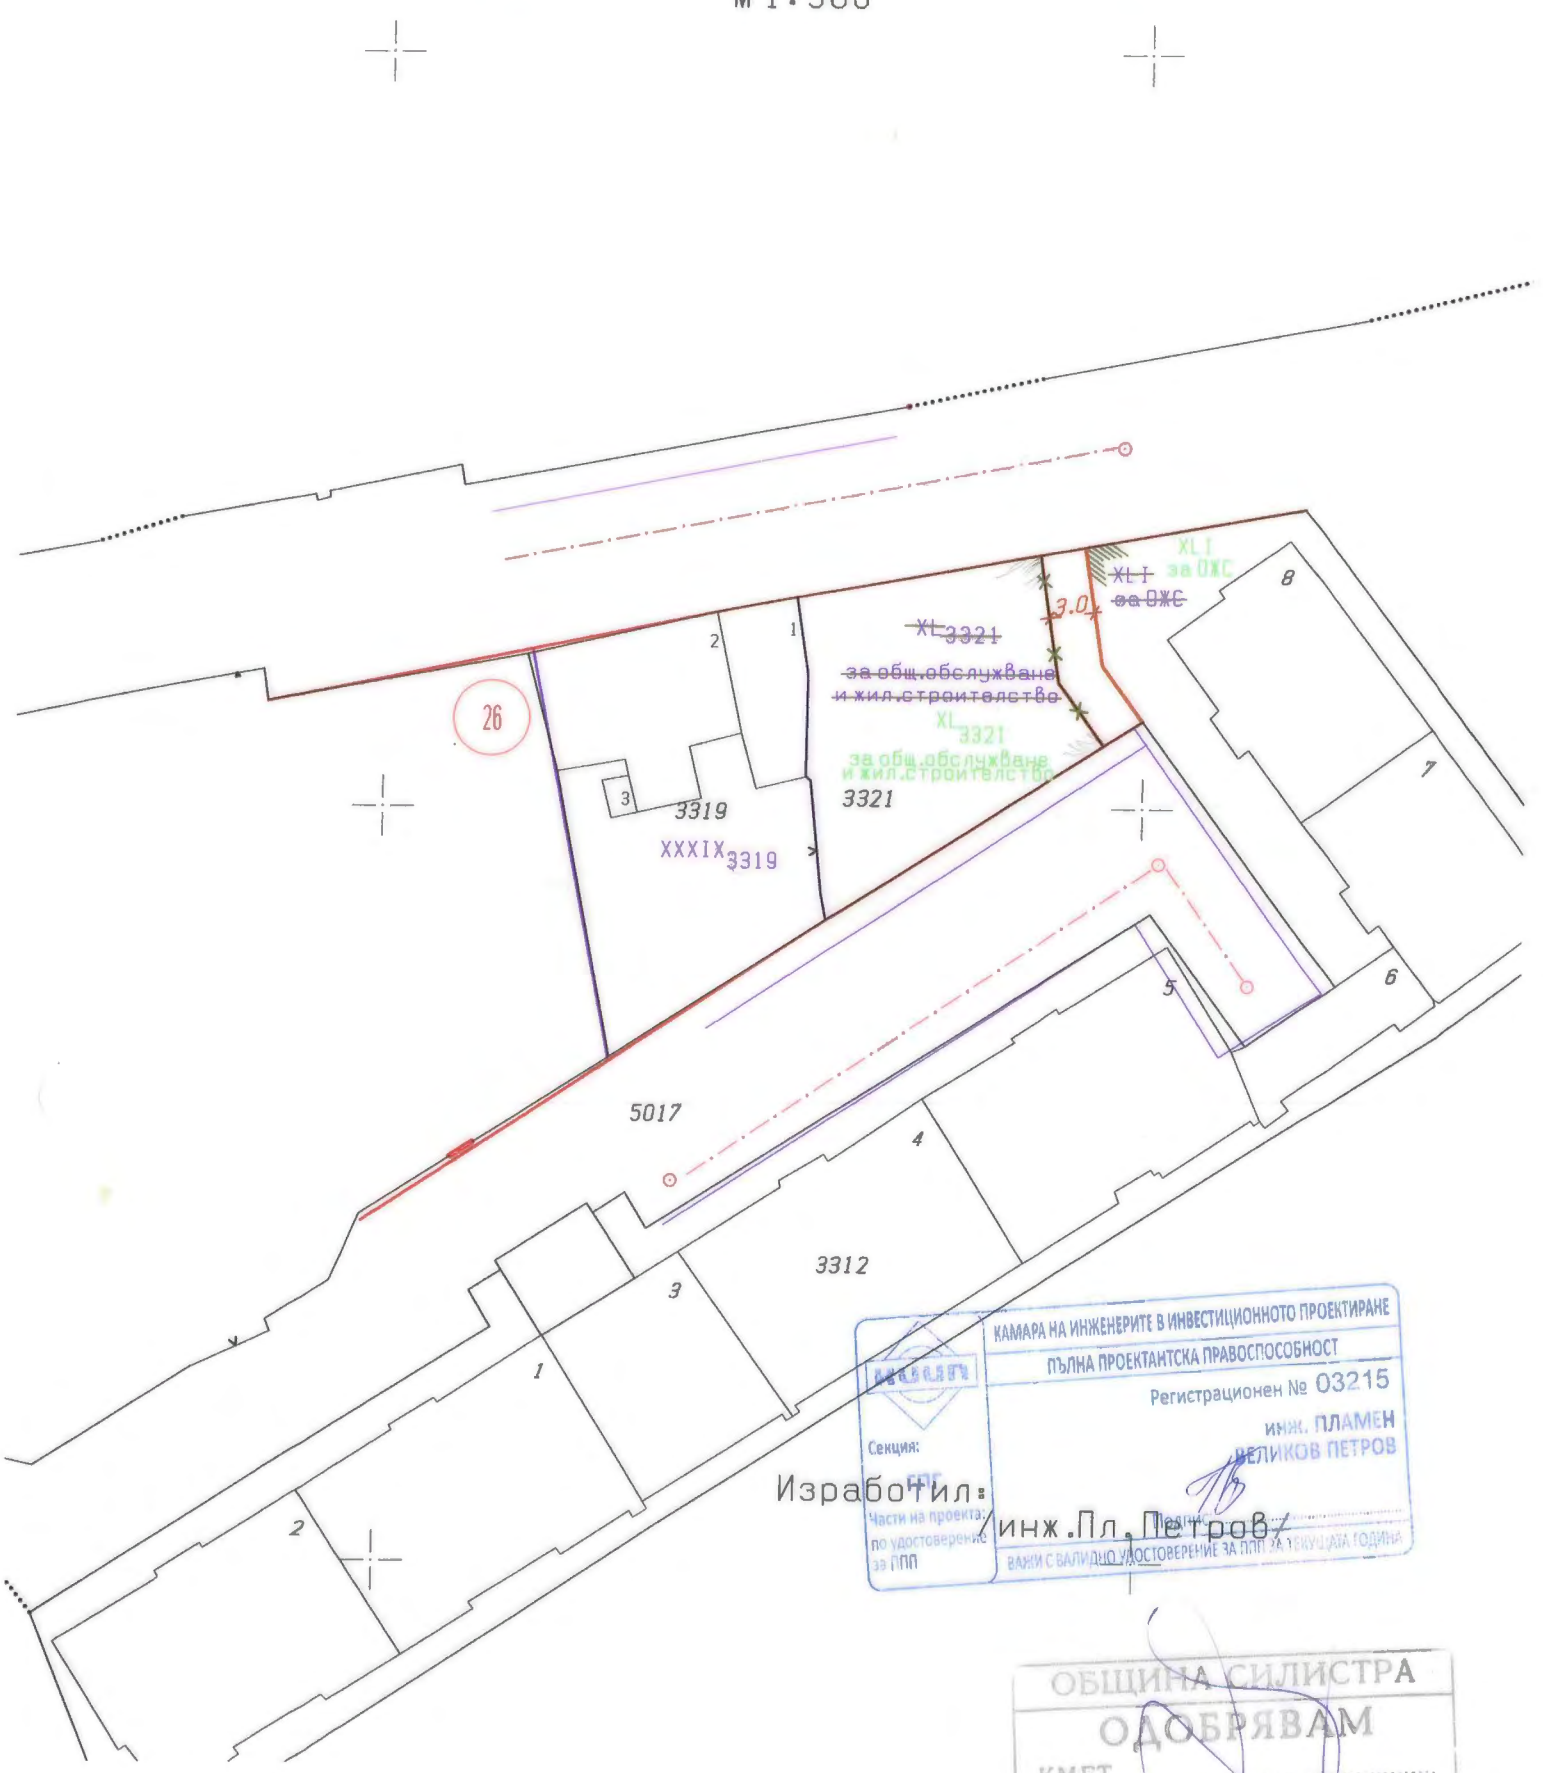 М 1:500
XLI
за ОЖС
XLI
за ОЖС
8
3.0
2
1
XL 3321
за общ.обслужване
и жил.строителство
XL 3321
за общ.обслужване
и жил.строителство
26
7
3
3319
3321
XXXIX 3319
5
6
5017
4
3312
3
1
2
КАМАРА НА ИНЖЕНЕРИТЕ В ИНВЕСТИЦИОННОТО ПРОЕКТИРАНЕ
ПЪЛНА ПРОЕКТАНТСКА ПРАВОСПОСОБНОСТ
КИИП
Регистрационен № 03215
инж. ПЛАМЕН
ВЕЛИКОВ ПЕТРОВ
Секция:
Части на проекта:
по удостоверение
за ППП
Подпис
ВАЖИ С ВАЛИДНО УДОСТОВЕРЕНИЕ ЗА ППП ЗА ТЕКУЩАТА ГОДИНА
Изработил:
/инж.Пл.Петров/
ОБЩИНА СИЛИСТРА
ОДОБРЯВАМ
КМЕТ